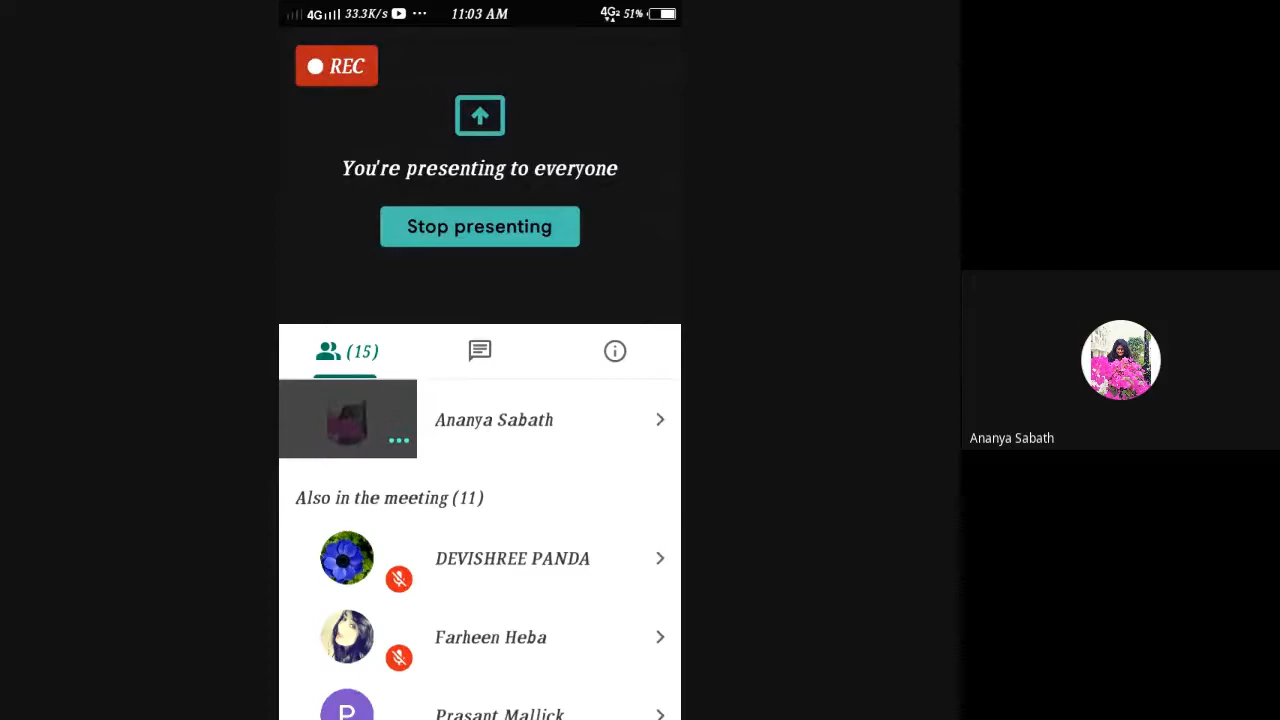 4G 33.3K/s 11:03 AM 4G2 51%
REC
You're presenting to everyone
Stop presenting
(15)
Ananya Sabath
Ananya Sabath
Also in the meeting (11)
DEVISHREE PANDA
Farheen Heba
P
Prasant Mallick